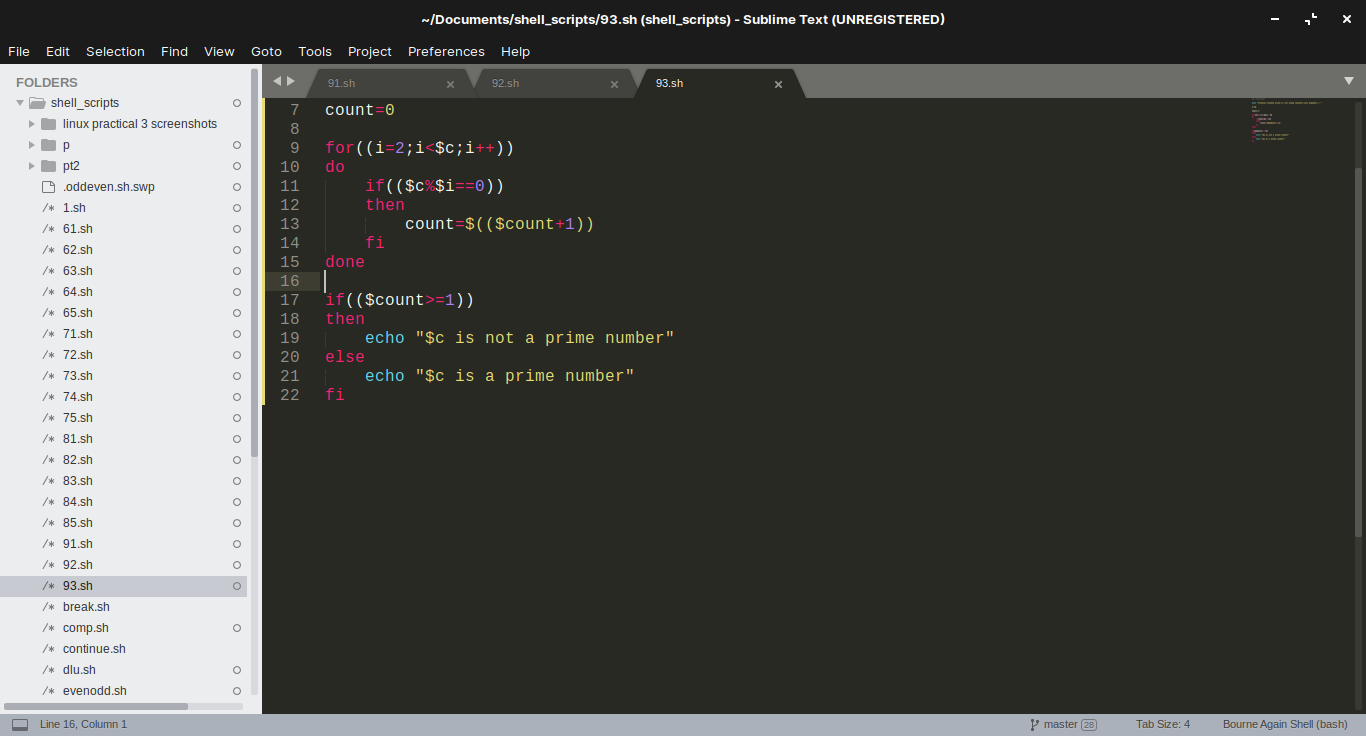 ~/Documents/shell_scripts/93.sh (shell_scripts) - Sublime Text (UNREGISTERED)
File Edit Selection Find View Goto Tools Project Preferences Help
FOLDERS
shell_scripts
linux practical 3 screenshots
p
pt2
.oddeven.sh.swp
/* 1.sh
/* 61.sh
/* 62.sh
/* 63.sh
/* 64.sh
/* 65.sh
/* 71.sh
/* 72.sh
/* 73.sh
/* 74.sh
/* 75.sh
/* 81.sh
/* 82.sh
/* 83.sh
/* 84.sh
/* 85.sh
/* 91.sh
/* 92.sh
/* 93.sh
/* break.sh
/* comp.sh
/* continue.sh
/* dlu.sh
/* evenodd.sh
91.sh 92.sh 93.sh
7 count=0
8
9 for((i=2;i<$c;i++))
10 do
11     if(($c%$i==0))
12     then
13         count=$(($count+1))
14     fi
15 done
16
17 if(($count>=1))
18 then
19     echo "$c is not a prime number"
20 else
21     echo "$c is a prime number"
22 fi
Line 16, Column 1
master 28
Tab Size: 4
Bourne Again Shell (bash)